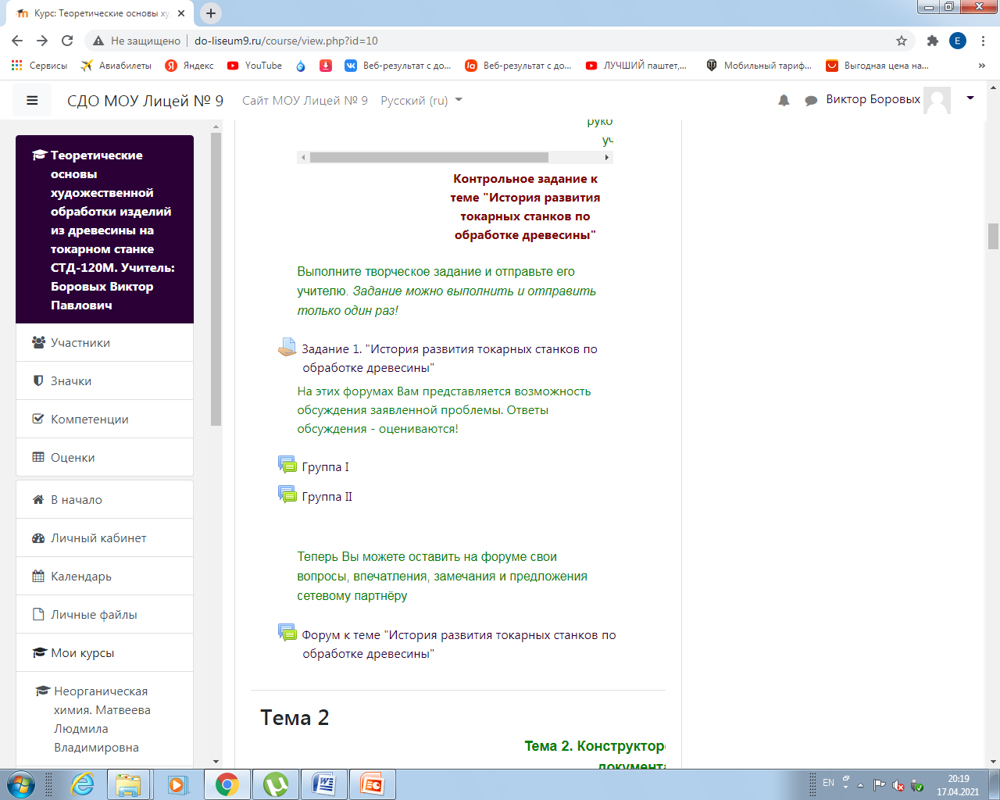 Курс: Теоретические основы ху
Не защищено
do-liseum9.ru/course/view.php?id=10
E
Сервисы
Авиабилеты
Яндекс
YouTube
Веб-результат с до...
Веб-результат с до...
ЛУЧШИЙ паштет,...
Мобильный тариф...
Выгодная цена на...
»
СДО МОУ Лицей № 9
Сайт МОУ Лицей № 9
Русский (ru)
Виктор Боровых
Теоретические
основы
художественной
обработки изделий
из древесины на
токарном станке
СТД-120М. Учитель:
Боровых Виктор
Павлович
Участники
Значки
Компетенции
Оценки
В начало
Личный кабинет
Календарь
Личные файлы
Мои курсы
Неорганическая
химия. Матвеева
Людмила
Владимировна
руко
уч
Контрольное задание к
теме "История развития
токарных станков по
обработке древесины"
Выполните творческое задание и отправьте его
учителю. Задание можно выполнить и отправить
только один раз!
Задание 1. "История развития токарных станков по
обработке древесины"
На этих форумах Вам представляется возможность
обсуждения заявленной проблемы. Ответы
обсуждения - оцениваются!
Группа I
Группа II
Теперь Вы можете оставить на форуме свои
вопросы, впечатления, замечания и предложения
сетевому партнёру
Форум к теме "История развития токарных станков по
обработке древесины"
Тема 2
Тема 2. Конструктор
документа
EN
20:19
17.04.2021